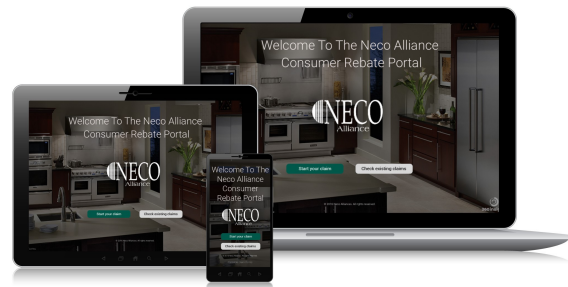 Welcome To The Neco Alliance
Consumer Rebate Portal
NECO
Alliance
Start your claim
Check existing claims
Welcome To The Neco Alliance
Consumer Rebate Portal
NECO
Alliance
Start your claim
Check existing claims
Welcome To The
Neco Alliance
Consumer
Rebate Portal
NECO
Alliance
Start your claim
Check existing claims